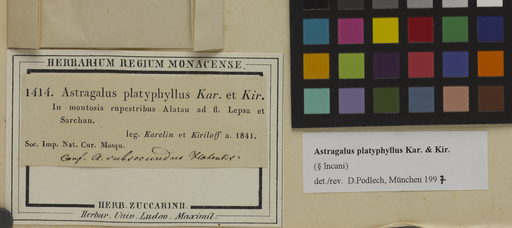 HERBARIUM REGIUM MONACENSE.
1414. Astragalus platyphyllus Kar. et Kir.
In montosis rupestribus Alatau ad fl. Lepsa et
Sarchan.
leg. Karelin et Kiriloff a. 1841.
Soc. Imp. Nat. Cur. Mosqu.
conf. A. subsecundus
HERB. ZUCCARINII.
Herbar. Univ. Ludov. Maximil.
Astragalus platyphyllus Kar. & Kir.
(§ Incani)
det./rev. D.Podlech, München 1997